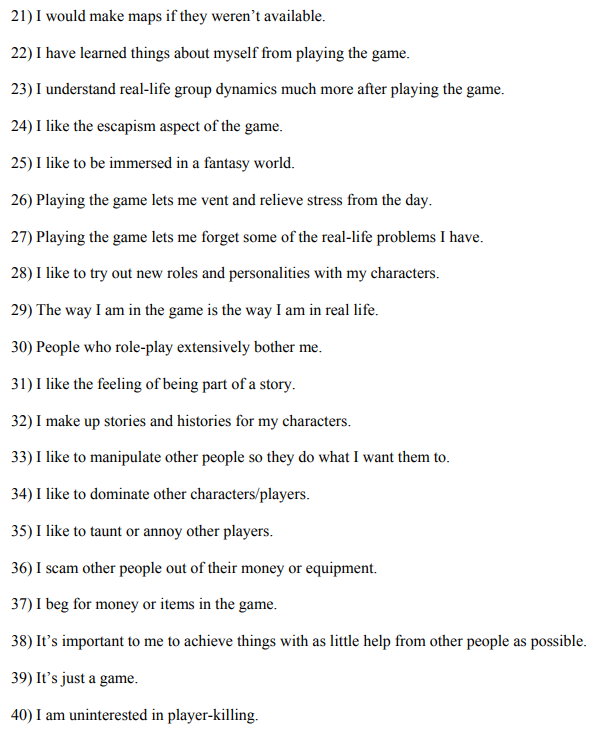 21) I would make maps if they weren’t available.
22) I have learned things about myself from playing the game.
23) I understand real-life group dynamics much more after playing the game.
24) I like the escapism aspect of the game.
25) I like to be immersed in a fantasy world.
26) Playing the game lets me vent and relieve stress from the day.
27) Playing the game lets me forget some of the real-life problems I have.
28) I like to try out new roles and personalities with my characters.
29) The way I am in the game is the way I am in real life.
30) People who role-play extensively bother me.
31) I like the feeling of being part of a story.
32) I make up stories and histories for my characters.
33) I like to manipulate other people so they do what I want them to.
34) I like to dominate other characters/players.
35) I like to taunt or annoy other players.
36) I scam other people out of their money or equipment.
37) I beg for money or items in the game.
38) It’s important to me to achieve things with as little help from other people as possible.
39) It’s just a game.
40) I am uninterested in player-killing.